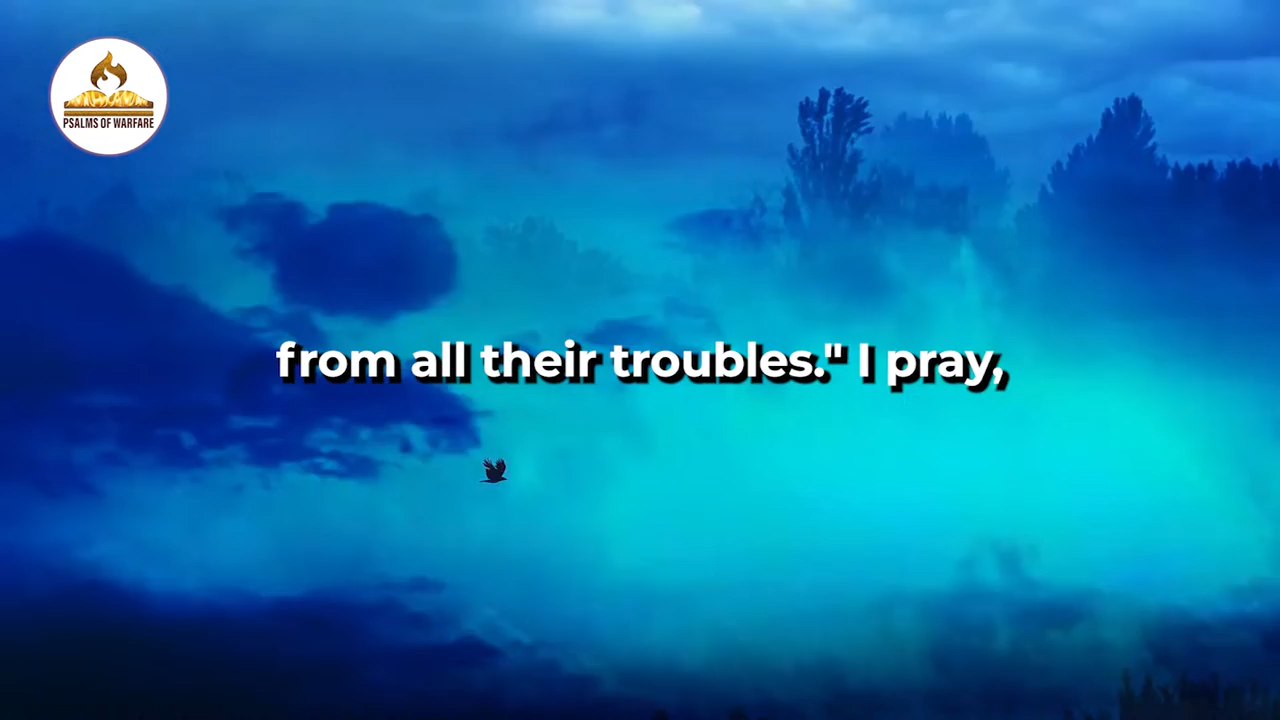 PSALMS OF WARFARE
from all their troubles." I pray,